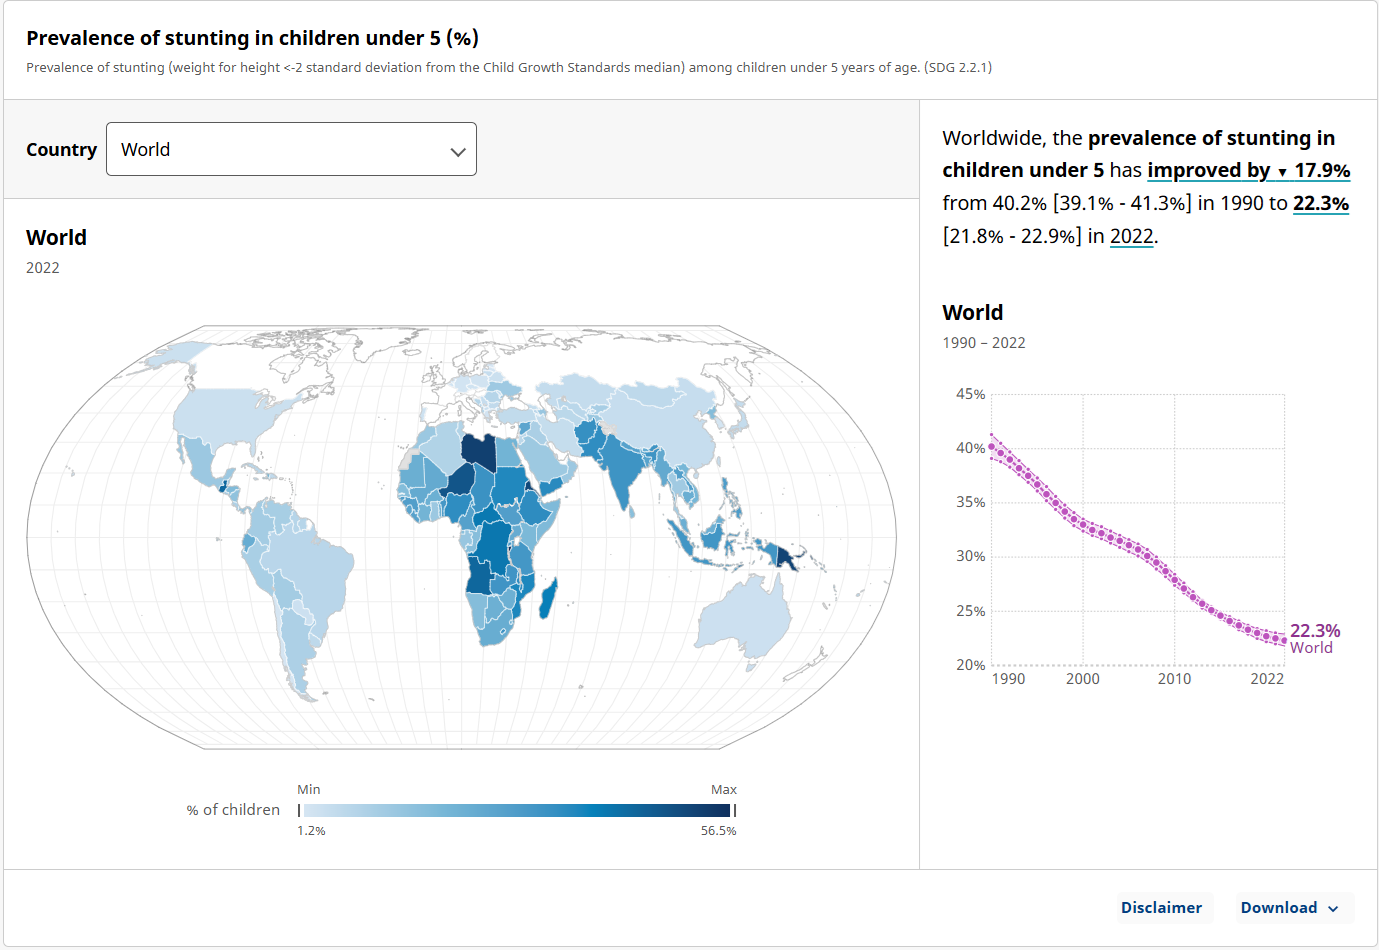 Prevalence of stunting in children under 5 (%)
Prevalence of stunting (weight for height <-2 standard deviation from the Child Growth Standards median) among children under 5 years of age. (SDG 2.2.1)
Country
World
World
2022
Min
Max
% of children
1.2%
56.5%
Worldwide, the prevalence of stunting in
children under 5 has improved by ▼ 17.9%
from 40.2% [39.1% - 41.3%] in 1990 to 22.3%
[21.8% - 22.9%] in 2022.
World
1990 – 2022
45%
40%
35%
30%
25%
20%
22.3%
World
1990
2000
2010
2022
Disclaimer
Download